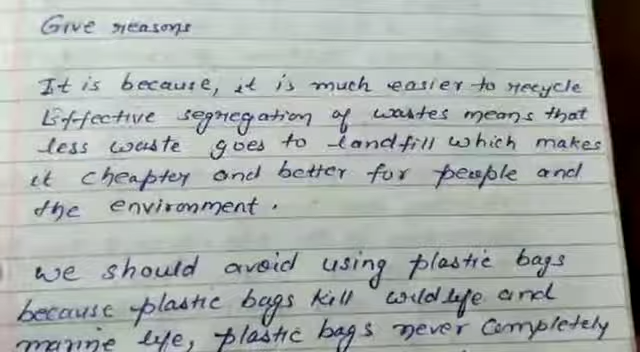 Give reasons
It is because, it is much easier to recycle
Effective segregation of wastes means that
less waste goes to landfill which makes
it cheapter and better for people and
the environment.
we should avoid using plastic bags
because plastic bags kill wildlife and
marine life, plastic bags never completely